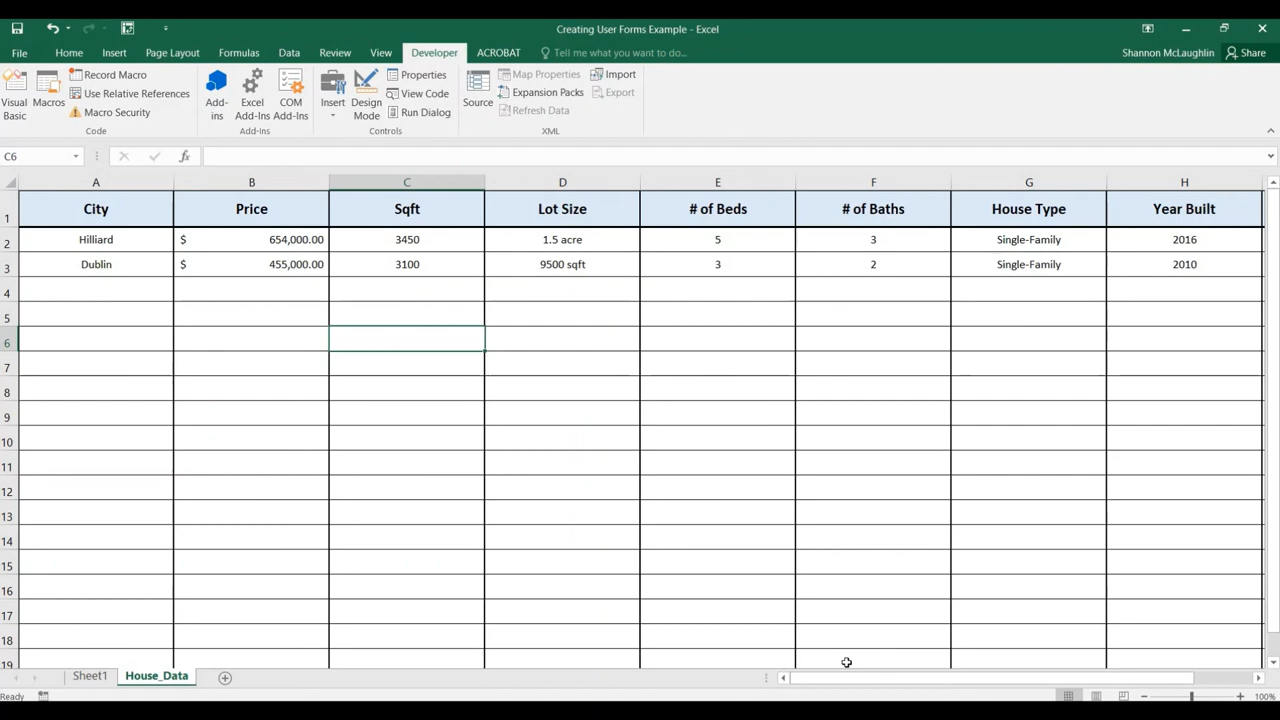 Creating User Forms Example - Excel
File Home Insert Page Layout Formulas Data Review View Developer ACROBAT Tell me what you want to do... Shannon McLaughlin Share
Visual Basic
Macros
Record Macro
Use Relative References
Macro Security
Code
Add-ins
Excel Add-Ins
COM Add-Ins
Add-Ins
Insert
Design Mode
Properties
View Code
Run Dialog
Controls
Source
Map Properties
Expansion Packs
Refresh Data
Import
Export
XML
C6 fx
A B C D E F G H
1 City Price Sqft Lot Size # of Beds # of Baths House Type Year Built
2 Hilliard $ 654,000.00 3450 1.5 acre 5 3 Single-Family 2016
3 Dublin $ 455,000.00 3100 9500 sqft 3 2 Single-Family 2010
4
5
6
7
8
9
10
11
12
13
14
15
16
17
18
19
Sheet1 House_Data
Ready 100%